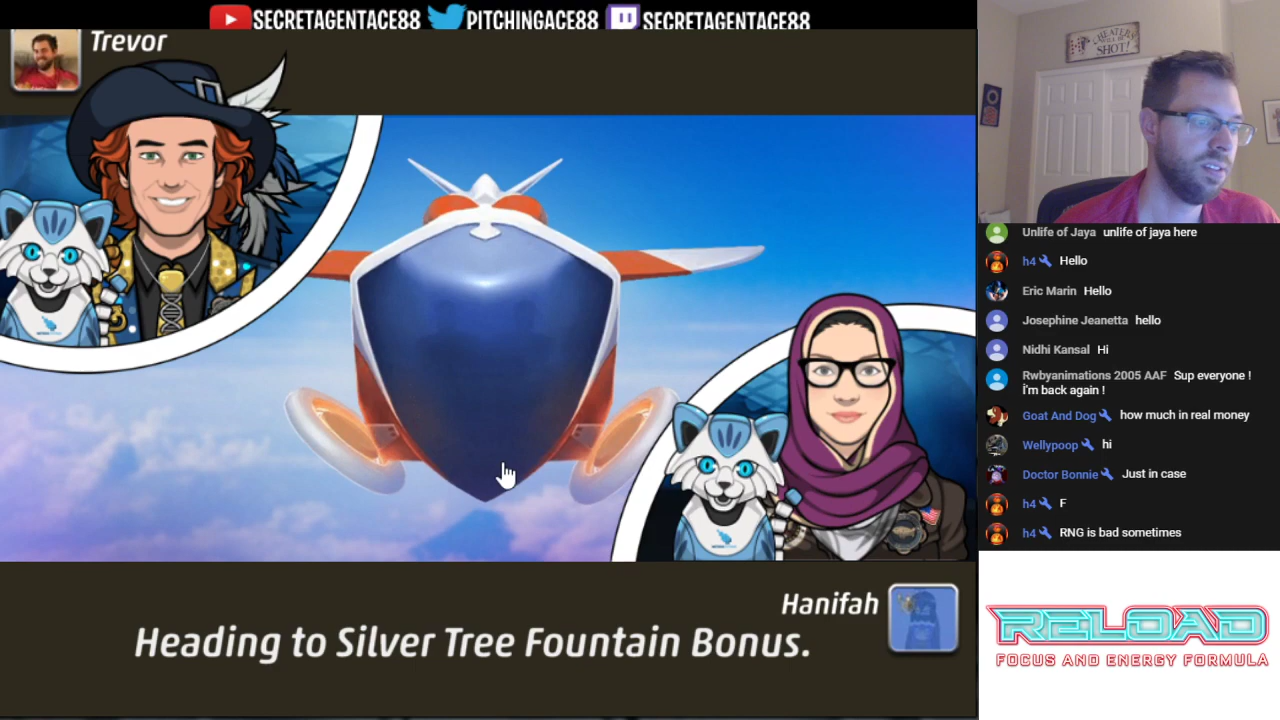 SECRETAGENTACE88 PITCHINGACE88 SECRETAGENTACE88
Trevor
CHEATERS
SHOT!
Unlife of Jaya unlife of jaya here
h4 Hello
Eric Marin Hello
Josephine Jeanetta hello
Nidhi Kansal Hi
Rwbyanimations 2005 AAF Sup everyone !
i'm back again !
Goat And Dog how much in real money
Wellypoop hi
Doctor Bonnie Just in case
h4 F
h4 RNG is bad sometimes
Hanifah
Heading to Silver Tree Fountain Bonus.
RELOAD
FOCUS AND ENERGY FORMULA